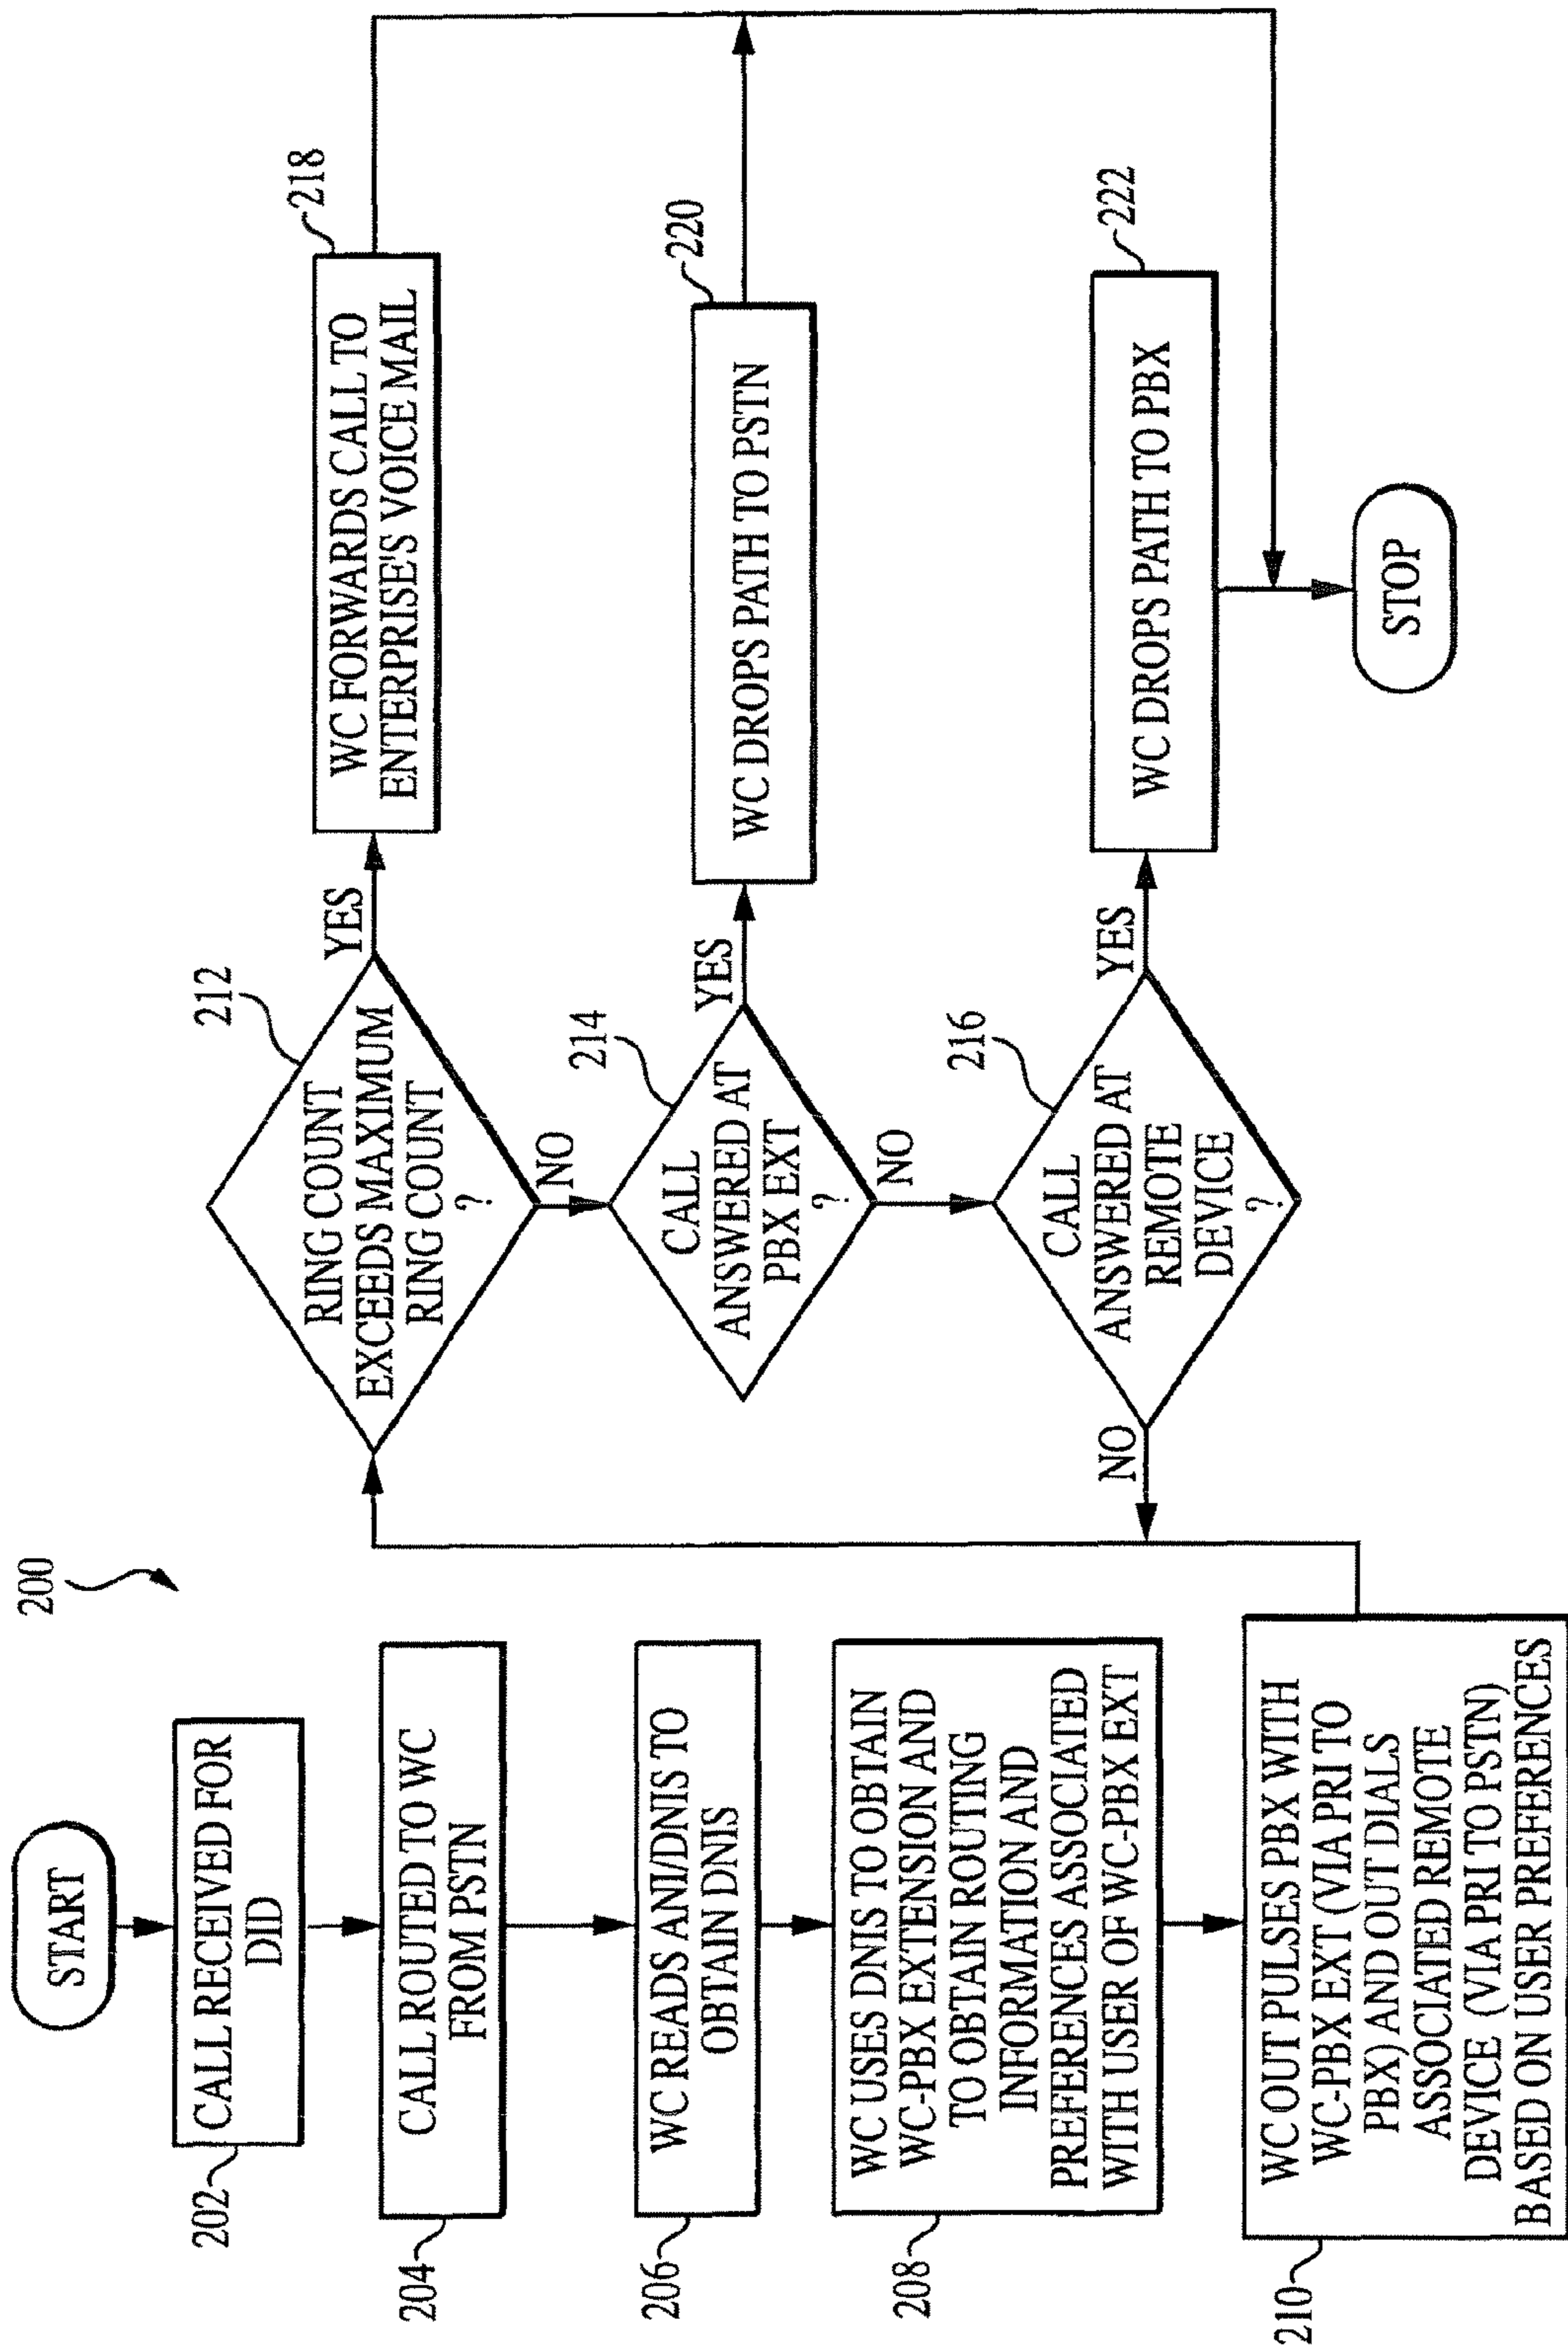 200
START
CALL RECEIVED FOR
DID
202
CALL ROUTED TO WC
FROM PSTN
204
WC READS ANI/DNIS TO
OBTAIN DNIS
206
WC USES DNIS TO OBTAIN
WC-PBX EXTENSION AND
TO OBTAIN ROUTING
INFORMATION AND
PREFERENCES ASSOCIATED
WITH USER OF WC-PBX EXT
208
WC OUT PULSES PBX WITH
WC-PBX EXT (VIA PRI TO
PBX) AND OUT DIALS
ASSOCIATED REMOTE
DEVICE (VIA PRI TO PSTN)
BASED ON USER PREFERENCES
210
212
RING COUNT
EXCEEDS MAXIMUM
RING COUNT
?
YES
NO
218
WC FORWARDS CALL TO
ENTERPRISE'S VOICE MAIL
214
CALL
ANSWERED AT
PBX EXT
?
YES
NO
220
WC DROPS PATH TO PSTN
216
CALL
ANSWERED AT
REMOTE
DEVICE
?
NO
YES
222
WC DROPS PATH TO PBX
STOP